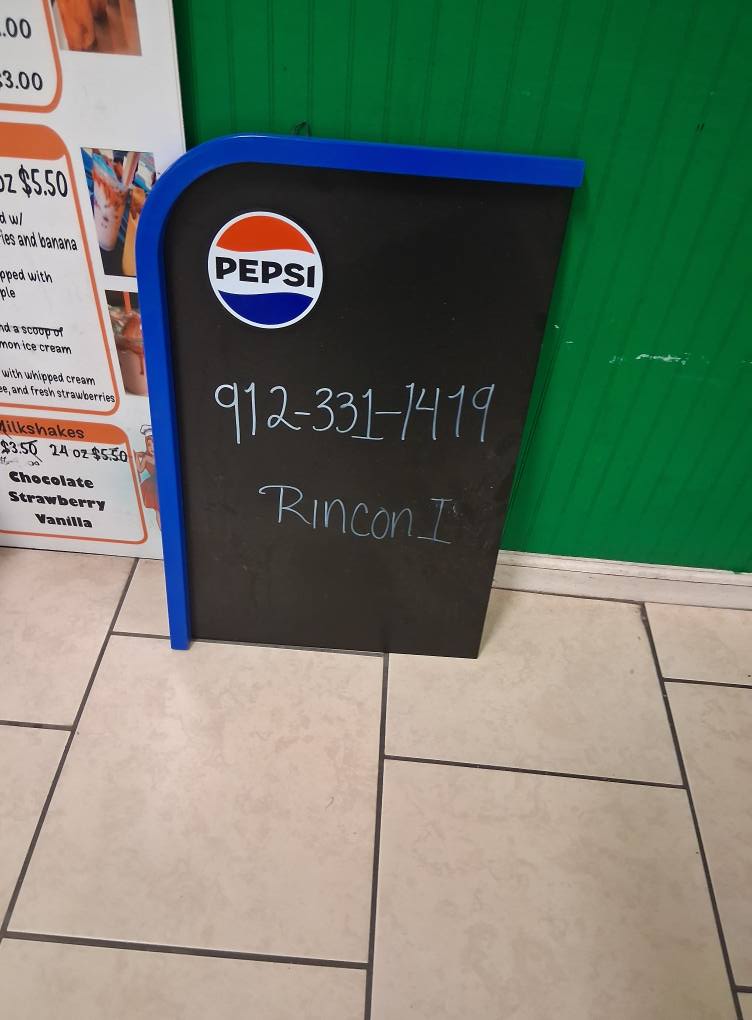 .00
$3.00
oz $5.50
d w/
ries and banana
pped with
ple
nd a scoop of
mon ice cream
with whipped cream
ee, and fresh strawberries
Milkshakes
$3.50 24 oz $5.50
Chocolate
Strawberry
Vanilla
PEPSI
912-331-1419
Rincon I